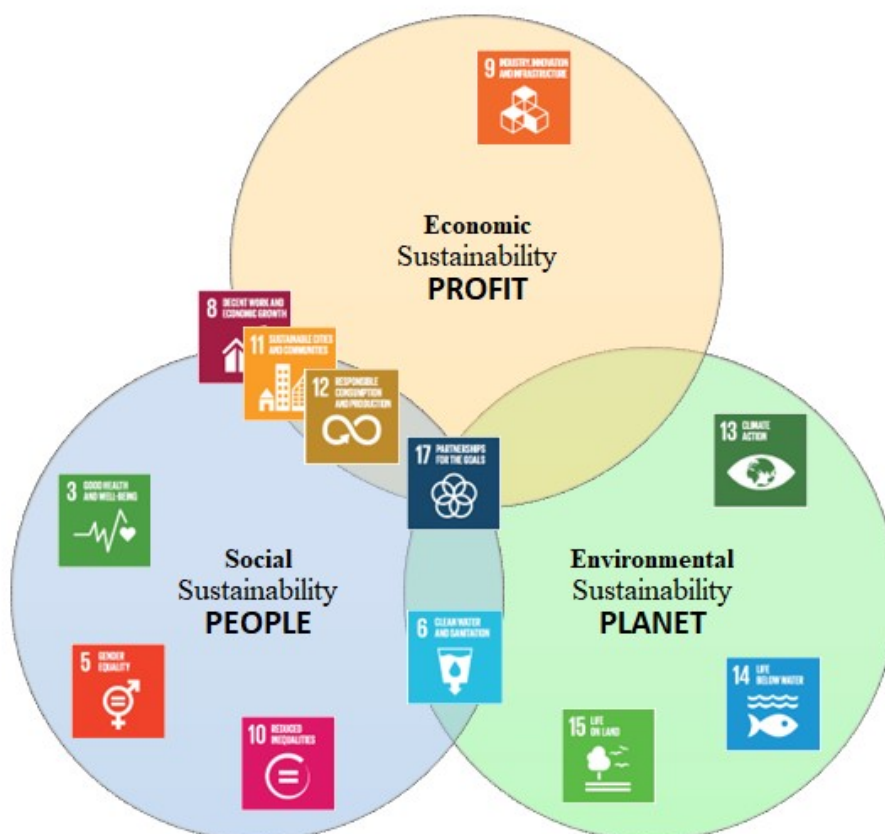 9 INDUSTRY, INNOVATION
AND INFRASTRUCTURE
Economic
Sustainability
PROFIT
8 DECENT WORK AND
ECONOMIC GROWTH
11 SUSTAINABLE CITIES
AND COMMUNITIES
12 RESPONSIBLE
CONSUMPTION
AND PRODUCTION
17 PARTNERSHIPS
FOR THE GOALS
13 CLIMATE
ACTION
3 GOOD HEALTH
AND WELL-BEING
Social
Sustainability
PEOPLE
Environmental
Sustainability
PLANET
6 CLEAN WATER
AND SANITATION
5 GENDER
EQUALITY
14 LIFE
BELOW WATER
10 REDUCED
INEQUALITIES
15 LIFE
ON LAND